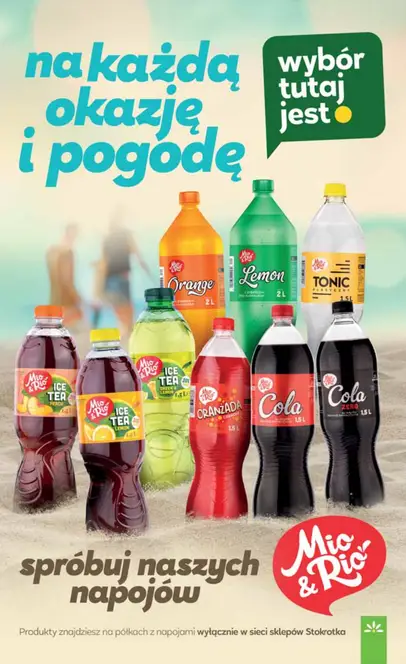 na każdą
okazję
i pogodę
wybór
tutaj
jest
Mio & Rio
Orange
2 L
Mio & Rio
Lemon
2 L
Mio & Rio
TONIC
1,5 L
Mio & Rio
ICE
TEA
Mio & Rio
ICE
TEA
LEMON
Mio & Rio
ICE
TEA
Mio & Rio
ORANŻADA
1,5 L
Mio & Rio
Cola
1,5 L
Mio & Rio
Cola
ZERO
1,5 L
Mio
& Rio
spróbuj naszych
napojów
Produkty znajdziesz na półkach z napojami wyłącznie w sieci sklepów Stokrotka